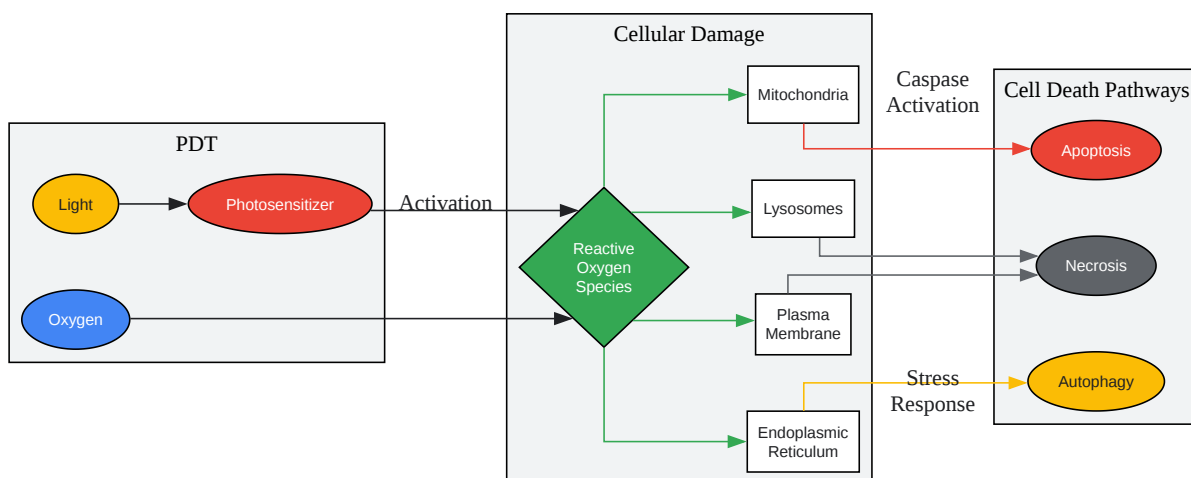 PDT
Light
Photosensitizer
Oxygen
Activation
Cellular Damage
Reactive
Oxygen
Species
Mitochondria
Lysosomes
Plasma
Membrane
Endoplasmic
Reticulum
Caspase
Activation
Stress
Response
Cell Death Pathways
Apoptosis
Necrosis
Autophagy